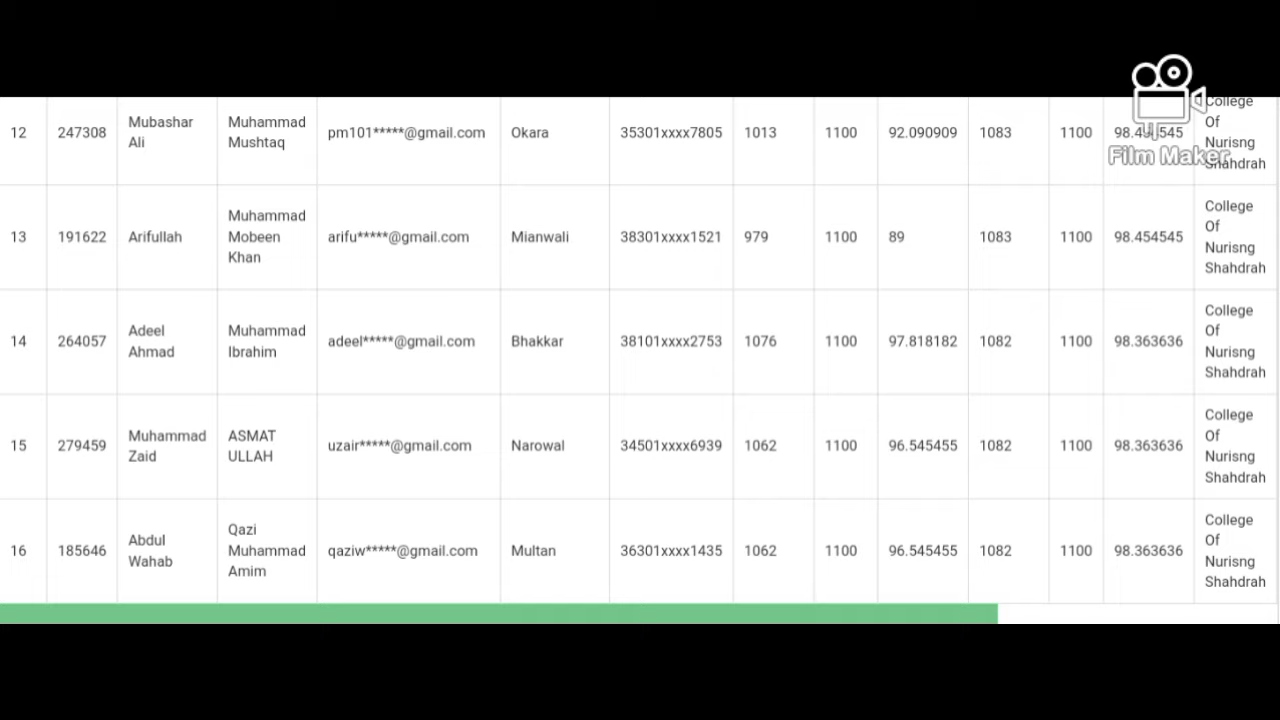 12 247308 Mubashar Ali Muhammad Mushtaq pm101*****@gmail.com Okara 35301xxxx7805 1013 1100 92.090909 1083 1100 98.454545 College Of Nurisng Shahdrah
Film Maker
13 191622 Arifullah Muhammad Mobeen Khan arifu*****@gmail.com Mianwali 38301xxxx1521 979 1100 89 1083 1100 98.454545 College Of Nurisng Shahdrah
14 264057 Adeel Ahmad Muhammad Ibrahim adeel*****@gmail.com Bhakkar 38101xxxx2753 1076 1100 97.818182 1082 1100 98.363636 College Of Nurisng Shahdrah
15 279459 Muhammad Zaid ASMAT ULLAH uzair*****@gmail.com Narowal 34501xxxx6939 1062 1100 96.545455 1082 1100 98.363636 College Of Nurisng Shahdrah
16 185646 Abdul Wahab Qazi Muhammad Amim qaziw*****@gmail.com Multan 36301xxxx1435 1062 1100 96.545455 1082 1100 98.363636 College Of Nurisng Shahdrah